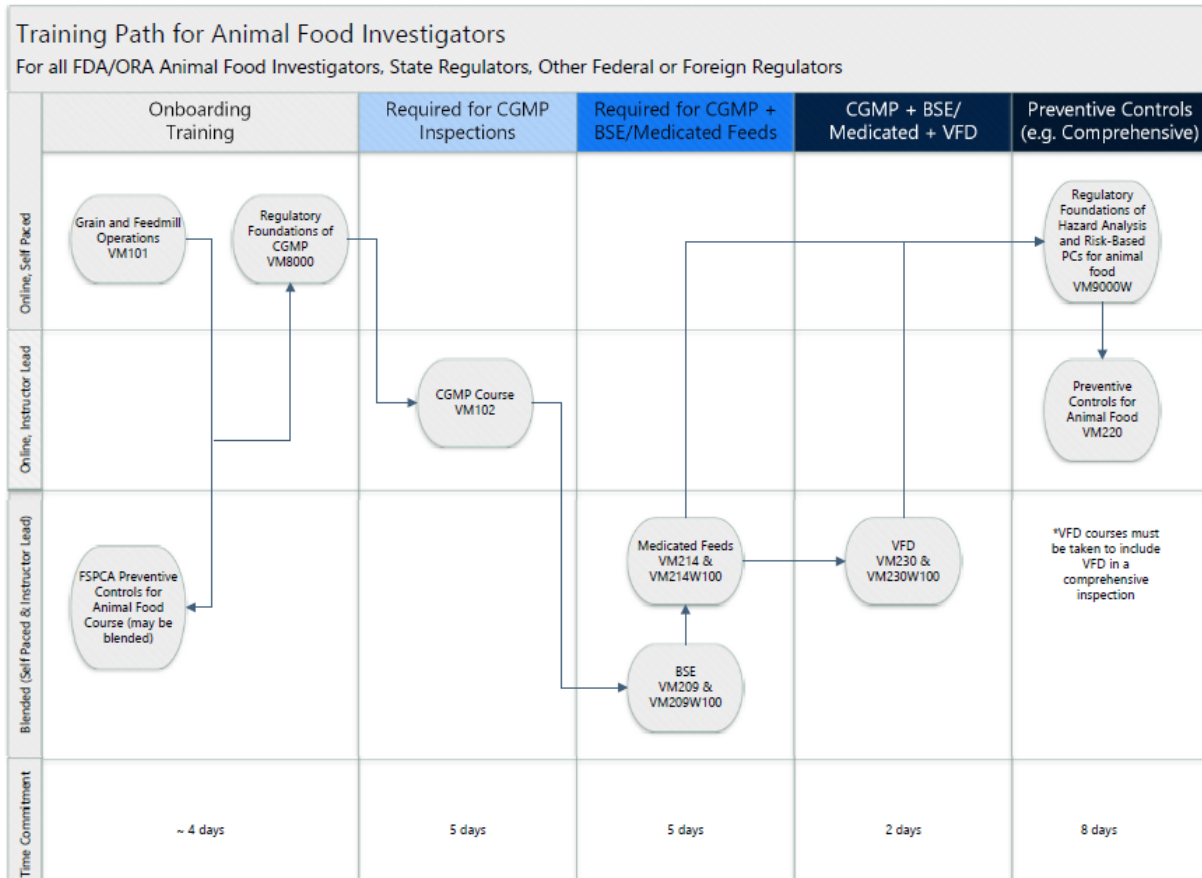 Training Path for Animal Food Investigators
For all FDA/ORA Animal Food Investigators, State Regulators, Other Federal or Foreign Regulators
Onboarding
Training
Required for CGMP
Inspections
Required for CGMP +
BSE/Medicated Feeds
CGMP + BSE/
Medicated + VFD
Preventive Controls
(e.g. Comprehensive)
Online, Self Paced
Grain and Feedmill
Operations
VM101
Regulatory
Foundations of
CGMP
VM8000
Regulatory
Foundations of
Hazard Analysis
and Risk-Based
PCs for animal
food
VM9000W
Online, Instructor Lead
CGMP Course
VM102
Preventive
Controls for
Animal Food
VM220
Blended (Self Paced & Instructor Lead)
FSPCA Preventive
Controls for
Animal Food
Course (may be
blended)
Medicated Feeds
VM214 &
VM214W100
BSE
VM209 &
VM209W100
VFD
VM230 &
VM230W100
*VFD courses must
be taken to include
VFD in a
comprehensive
inspection
Time Commitment
~ 4 days
5 days
5 days
2 days
8 days